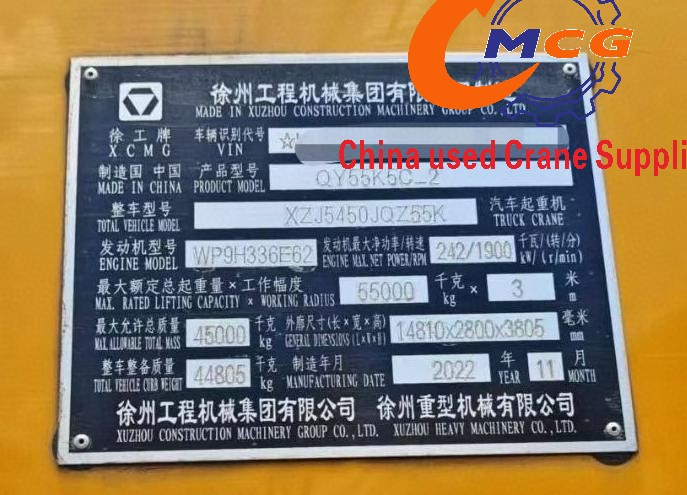 MCG
徐州工程机械集团有限
MADE IN XUZHOU CONSTRUCTION MACHINERY GROUP CO.,LTD
徐工牌 车辆识别代号 ☆
XCMG VIN
China used Crane Suppli
制造国 中国 产品型号 QY55K5C_2
MADE IN CHINA PRODUCT MODEL
整车型号 XZJ5450JQZ55K 汽车起重机
TOTAL VEHICLE MODEL TRUCK CRANE
发动机型号 WP9H336E62 发动机最大净功率/转速 242/1900 千瓦/(转/分)
ENGINE MODEL ENGINE MAX.NET POWER/RPM kW/(r/min)
最大额定总起重量×工作幅度 55000 千克 × 3 米
MAX. RATED LIFTING CAPACITY × WORKING RADIUS kg m
最大允许总质量 45000 千克 外廓尺寸(长×宽×高) 14810x2800x3805 毫米
MAX.ALLOWABLE TOTAL MASS kg GENERAL DIMENSIONS(L×W×H) mm
整车整备质量 44805 千克 制造年月 2022 年 11 月
TOTAL VEHICLE CURB WEIGHT kg MANUFACTURING DATE YEAR MONTH
徐州工程机械集团有限公司 徐州重型机械有限公司
XUZHOU CONSTRUCTION MACHINERY GROUP CO.,LTD. XUZHOU HEAVY MACHINERY CO.,LTD.